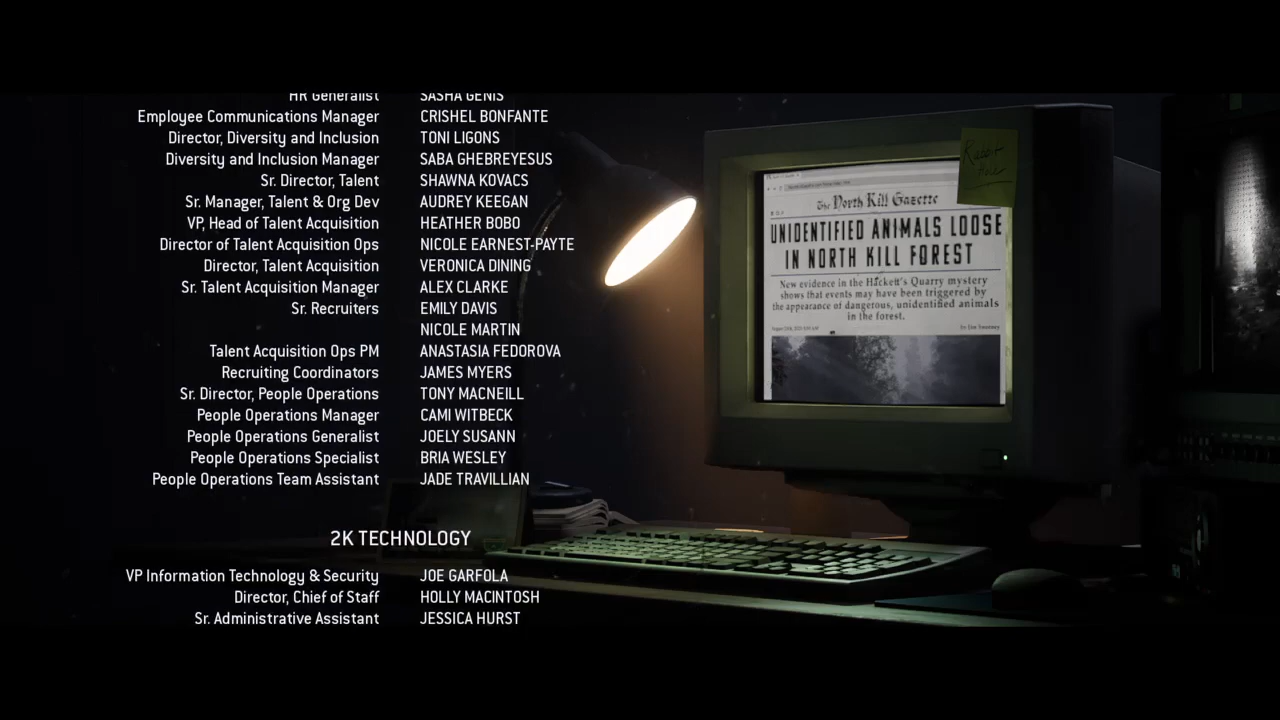 HR Generalist SASHA GENIS
Employee Communications Manager CRISHEL BONFANTE
Director, Diversity and Inclusion TONI LIGONS
Diversity and Inclusion Manager SABA GHEBREYESUS
Sr. Director, Talent SHAWNA KOVACS
Sr. Manager, Talent & Org Dev AUDREY KEEGAN
VP, Head of Talent Acquisition HEATHER BOBO
Director of Talent Acquisition Ops NICOLE EARNEST-PAYTE
Director, Talent Acquisition VERONICA DINING
Sr. Talent Acquisition Manager ALEX CLARKE
Sr. Recruiters EMILY DAVIS
NICOLE MARTIN
Talent Acquisition Ops PM ANASTASIA FEDOROVA
Recruiting Coordinators JAMES MYERS
Sr. Director, People Operations TONY MACNEILL
People Operations Manager CAMI WITBECK
People Operations Generalist JOELY SUSANN
People Operations Specialist BRIA WESLEY
People Operations Team Assistant JADE TRAVILLIAN
2K TECHNOLOGY
VP Information Technology & Security JOE GARFOLA
Director, Chief of Staff HOLLY MACINTOSH
Sr. Administrative Assistant JESSICA HURST
Rabbit
Hole
The North Kill Gazette
UNIDENTIFIED ANIMALS LOOSE
IN NORTH KILL FOREST
New evidence in the Hackett's Quarry mystery
shows that events may have been triggered by
the appearance of dangerous, unidentified animals
in the forest.